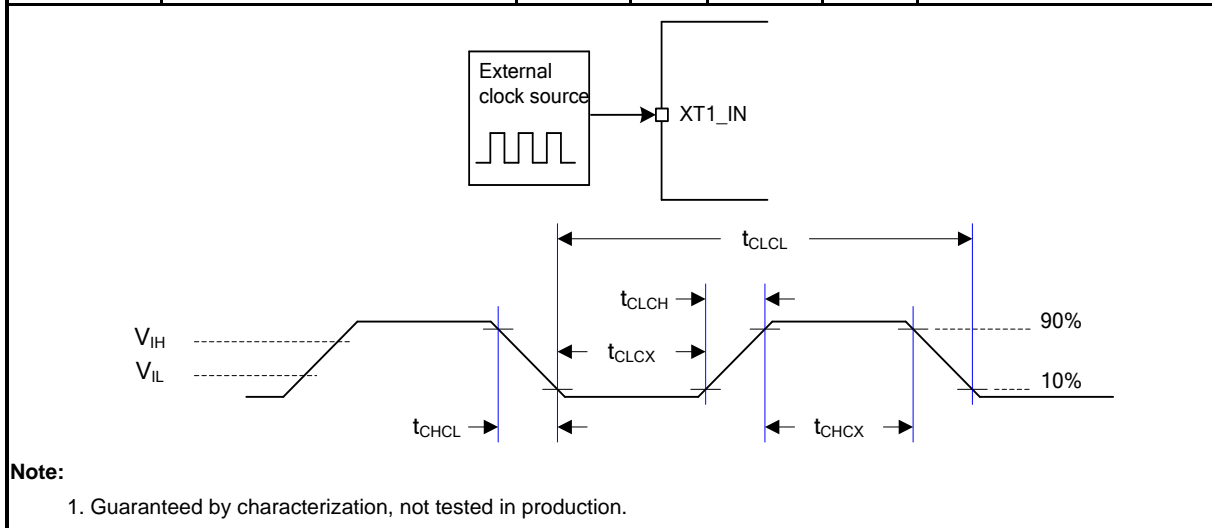 External
clock source
XT1_IN
tCLCL
tCLCH
90%
VIH
tCLCX
VIL
10%
tCHCL
tCHCX
Note:
1. Guaranteed by characterization, not tested in production.